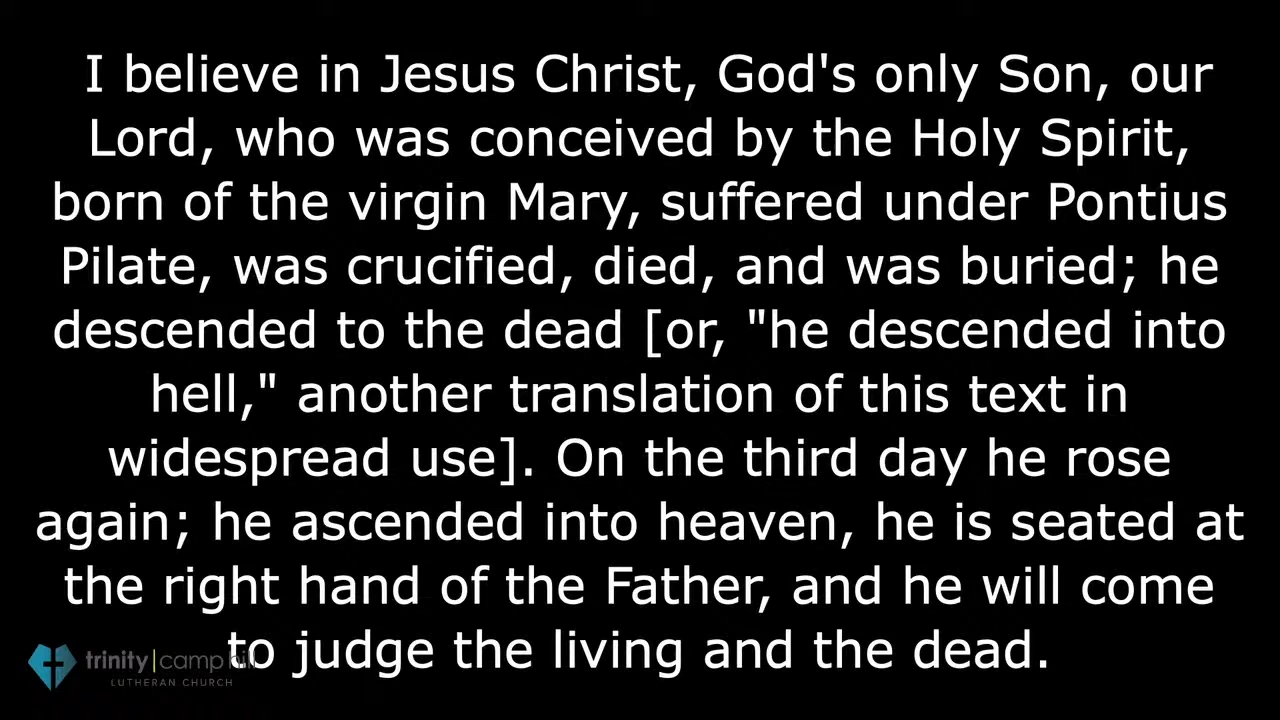 I believe in Jesus Christ, God's only Son, our
Lord, who was conceived by the Holy Spirit,
born of the virgin Mary, suffered under Pontius
Pilate, was crucified, died, and was buried; he
descended to the dead [or, "he descended into
hell," another translation of this text in
widespread use]. On the third day he rose
again; he ascended into heaven, he is seated at
the right hand of the Father, and he will come
to judge the living and the dead.
trinity|camp hill
LUTHERAN CHURCH